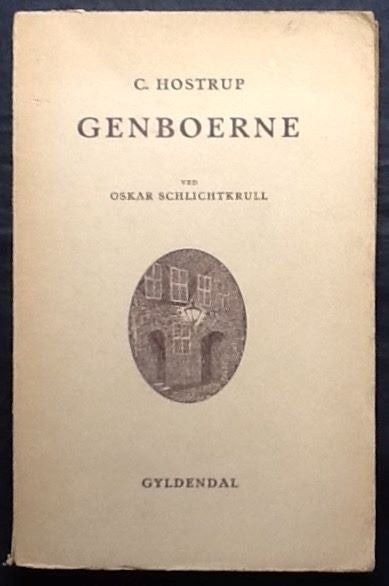 C. HOSTRUP
GENBOERNE
VED
OSKAR SCHLICHTKRULL
GYLDENDAL